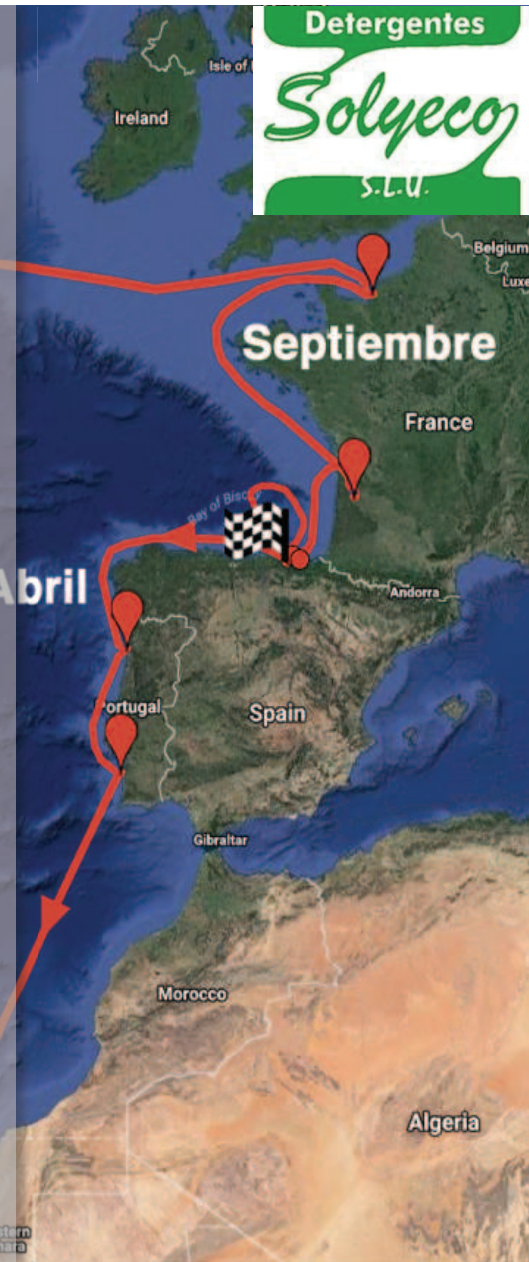 Detergentes
Solyeco
S.L.U.
Isle of
Ireland
Belgium
Luxe
Septiembre
France
Bay of Biscay
Abril
Andorra
Portugal
Spain
Gibraltar
Morocco
Algeria
stern
hara